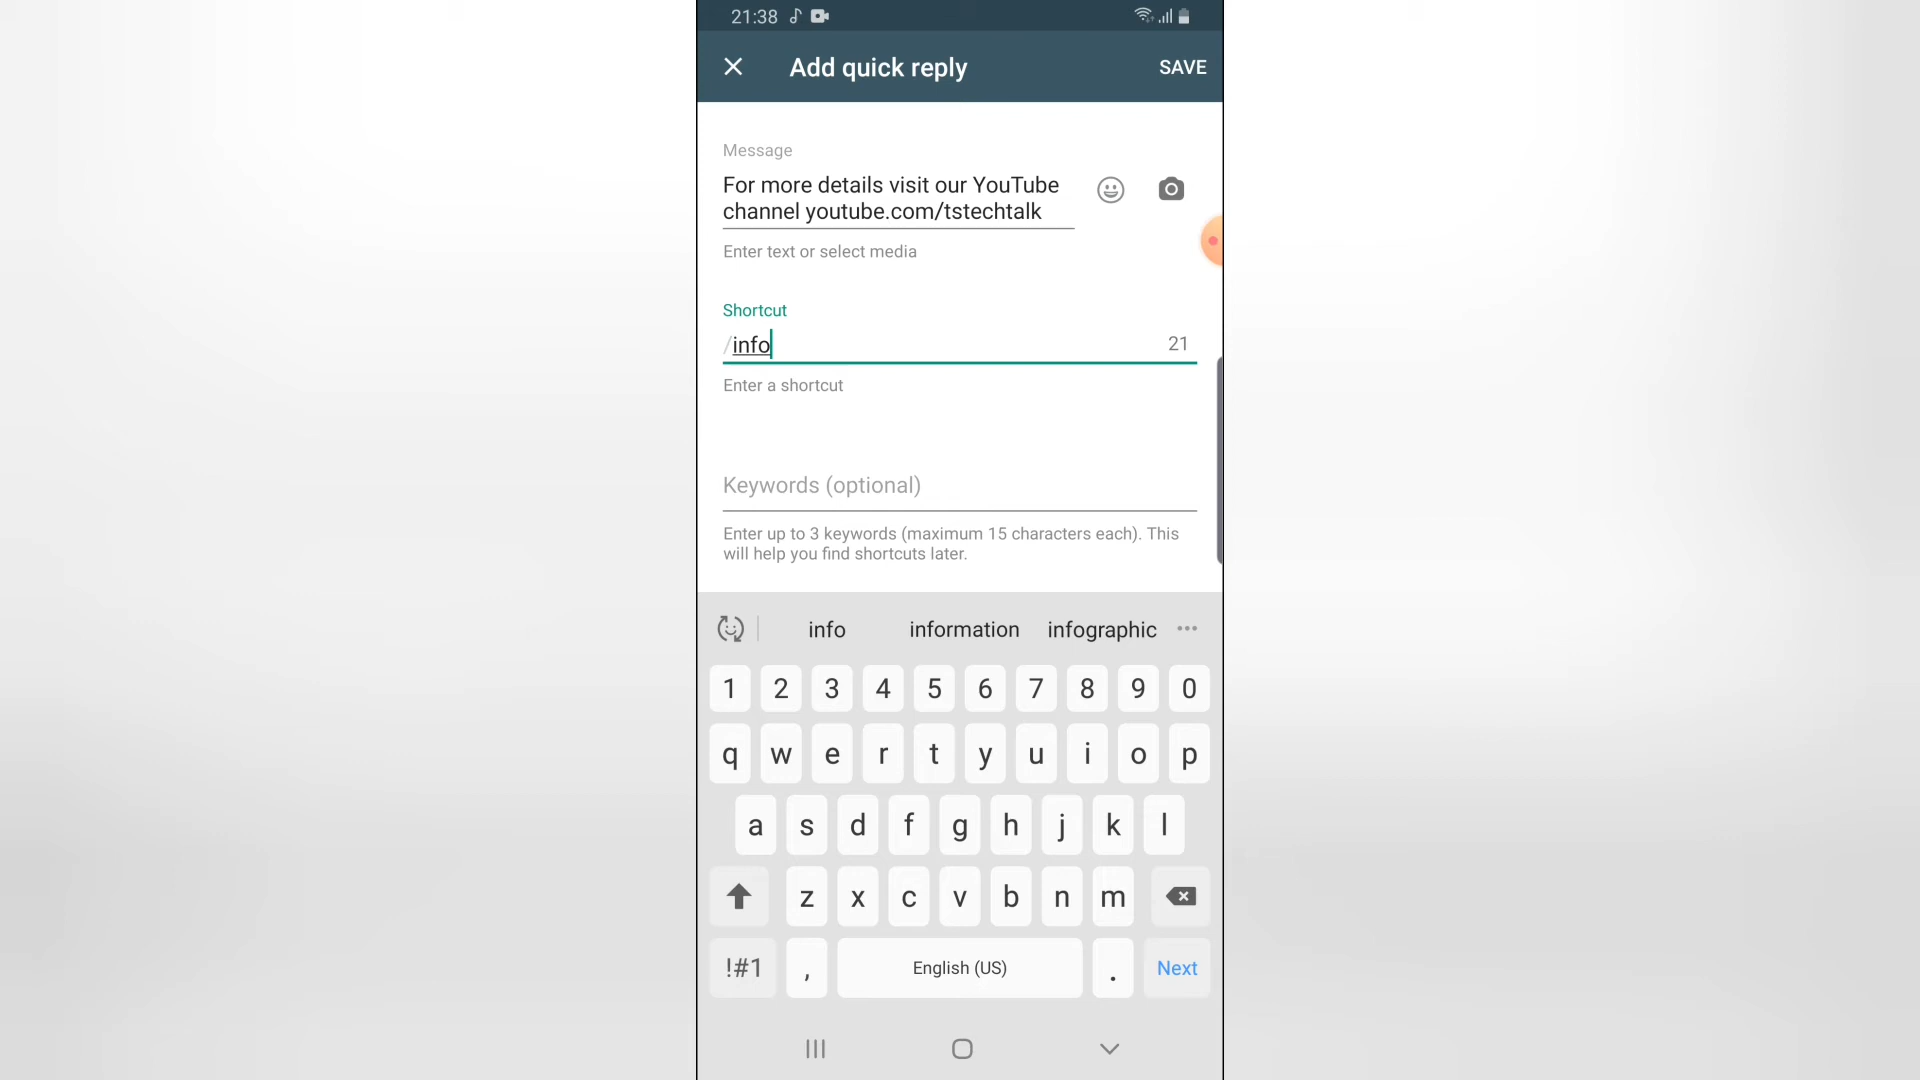 21:38
Add quick reply
SAVE
Message
For more details visit our YouTube
channel youtube.com/tstechtalk
Enter text or select media
Shortcut
/info
21
Enter a shortcut
Keywords (optional)
Enter up to 3 keywords (maximum 15 characters each). This
will help you find shortcuts later.
info information infographic
1 2 3 4 5 6 7 8 9 0
q w e r t y u i o p
a s d f g h j k l
z x c v b n m
!#1 , English (US) . Next